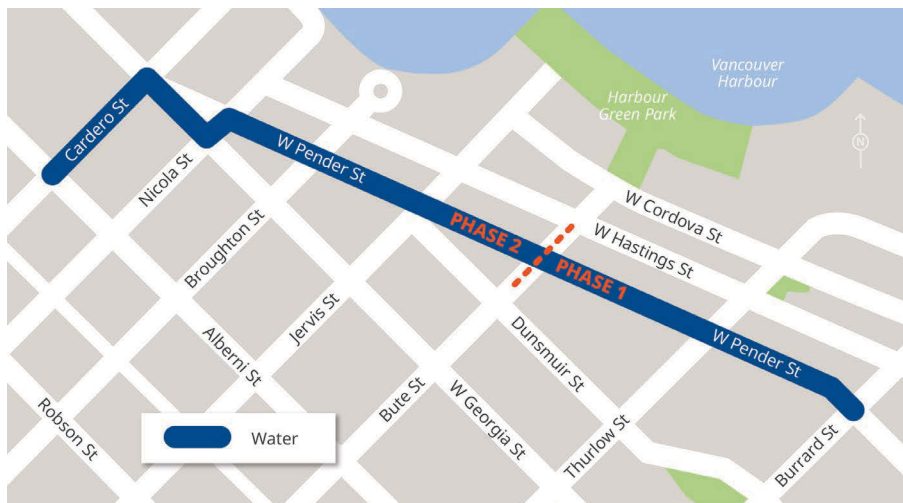 Vancouver
Harbour
Harbour
Green Park
N
Cardero St
Nicola St
W Pender St
Broughton St
W Cordova St
W Hastings St
PHASE 2
PHASE 1
Jervis St
Alberni St
Dunsmuir St
W Pender St
Robson St
Bute St
W Georgia St
Thurlow St
Burrard St
Water